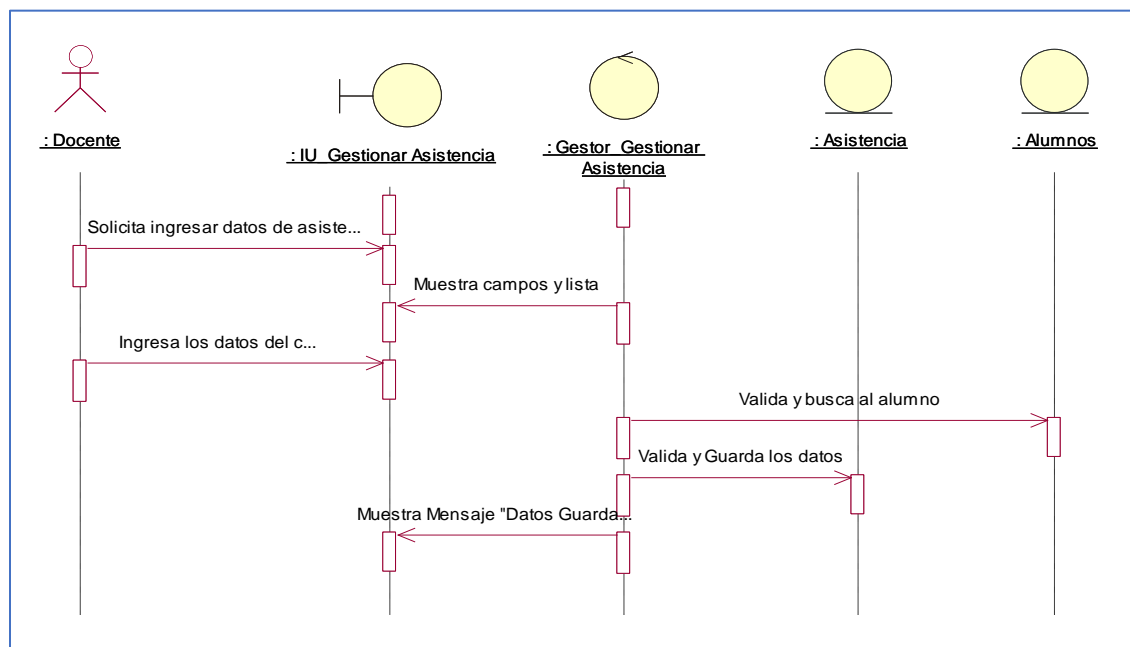 : Docente
: IU_Gestionar Asistencia
: Gestor_Gestionar
Asistencia
: Asistencia
: Alumnos
Solicita ingresar datos de asiste...
Muestra campos y lista
Ingresa los datos del c...
Valida y busca al alumno
Valida y Guarda los datos
Muestra Mensaje "Datos Guarda...